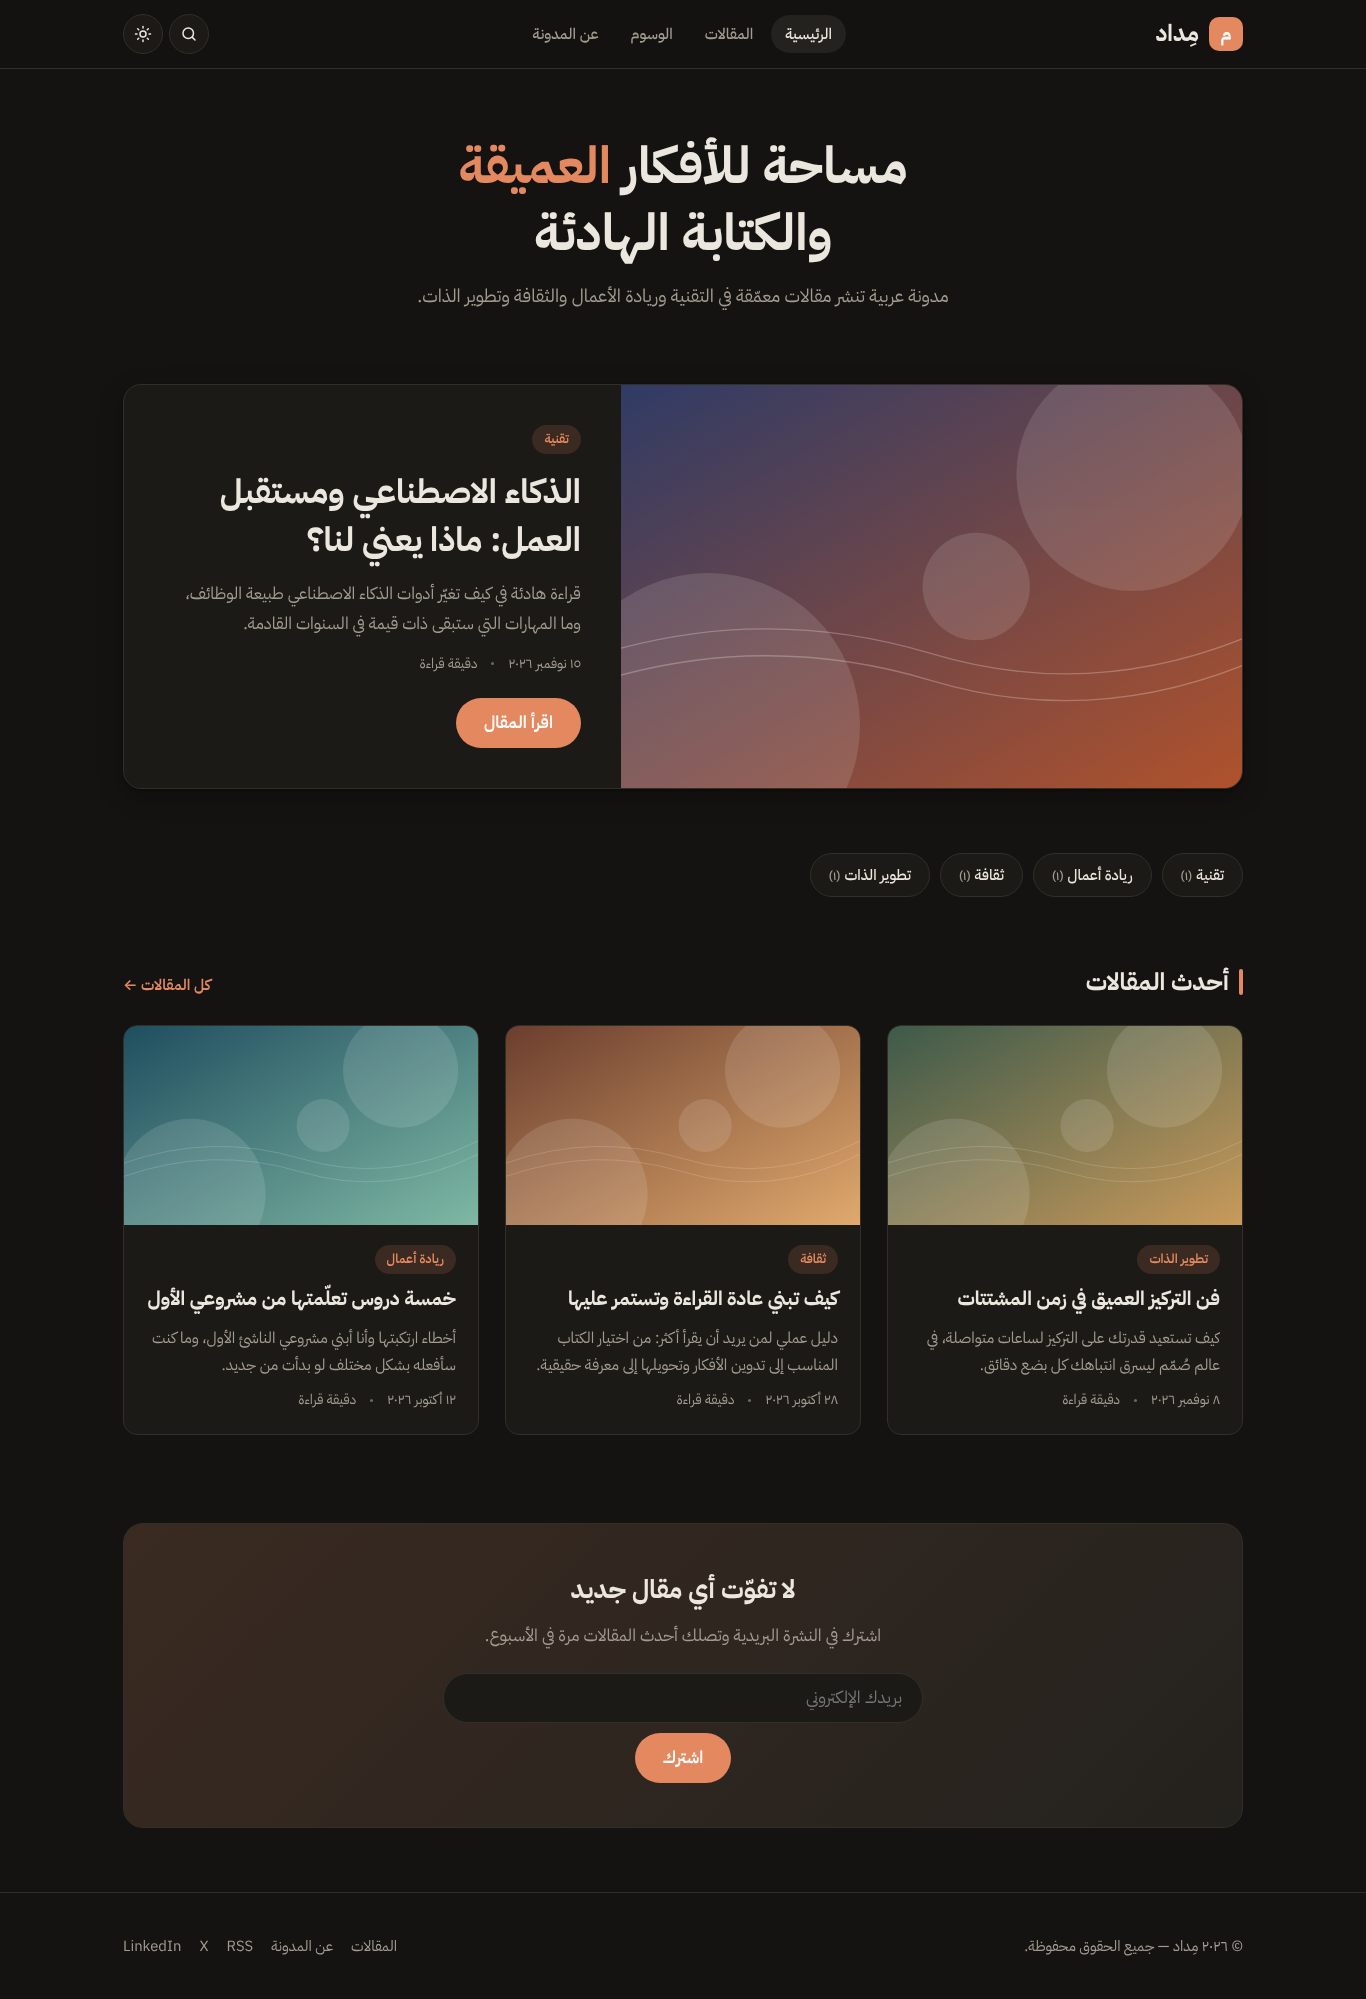 م
مِداد
الرئيسية
المقالات
الوسوم
عن المدونة
مساحة للأفكار العميقة
والكتابة الهادئة
مدونة عربية تنشر مقالات معمّقة في التقنية وريادة الأعمال والثقافة وتطوير الذات.
تقنية
الذكاء الاصطناعي ومستقبل
العمل: ماذا يعني لنا؟
قراءة هادئة في كيف تغيّر أدوات الذكاء الاصطناعي طبيعة الوظائف،
وما المهارات التي ستبقى ذات قيمة في السنوات القادمة.
١٥ نوفمبر ٢٠٢٦ • دقيقة قراءة
اقرأ المقال
تقنية (١)
ريادة أعمال (١)
ثقافة (١)
تطوير الذات (١)
أحدث المقالات
كل المقالات ←
تطوير الذات
فن التركيز العميق في زمن المشتتات
كيف تستعيد قدرتك على التركيز لساعات متواصلة، في
عالم صُمّم ليسرق انتباهك كل بضع دقائق.
٨ نوفمبر ٢٠٢٦ • دقيقة قراءة
ثقافة
كيف تبني عادة القراءة وتستمر عليها
دليل عملي لمن يريد أن يقرأ أكثر: من اختيار الكتاب
المناسب إلى تدوين الأفكار وتحويلها إلى معرفة حقيقية.
٢٨ أكتوبر ٢٠٢٦ • دقيقة قراءة
ريادة أعمال
خمسة دروس تعلّمتها من مشروعي الأول
أخطاء ارتكبتها وأنا أبني مشروعي الناشئ الأول، وما كنت
سأفعله بشكل مختلف لو بدأت من جديد.
١٢ أكتوبر ٢٠٢٦ • دقيقة قراءة
لا تفوّت أي مقال جديد
اشترك في النشرة البريدية وتصلك أحدث المقالات مرة في الأسبوع.
بريدك الإلكتروني
اشترك
© ٢٠٢٦ مِداد — جميع الحقوق محفوظة.
المقالات
عن المدونة
RSS
X
LinkedIn